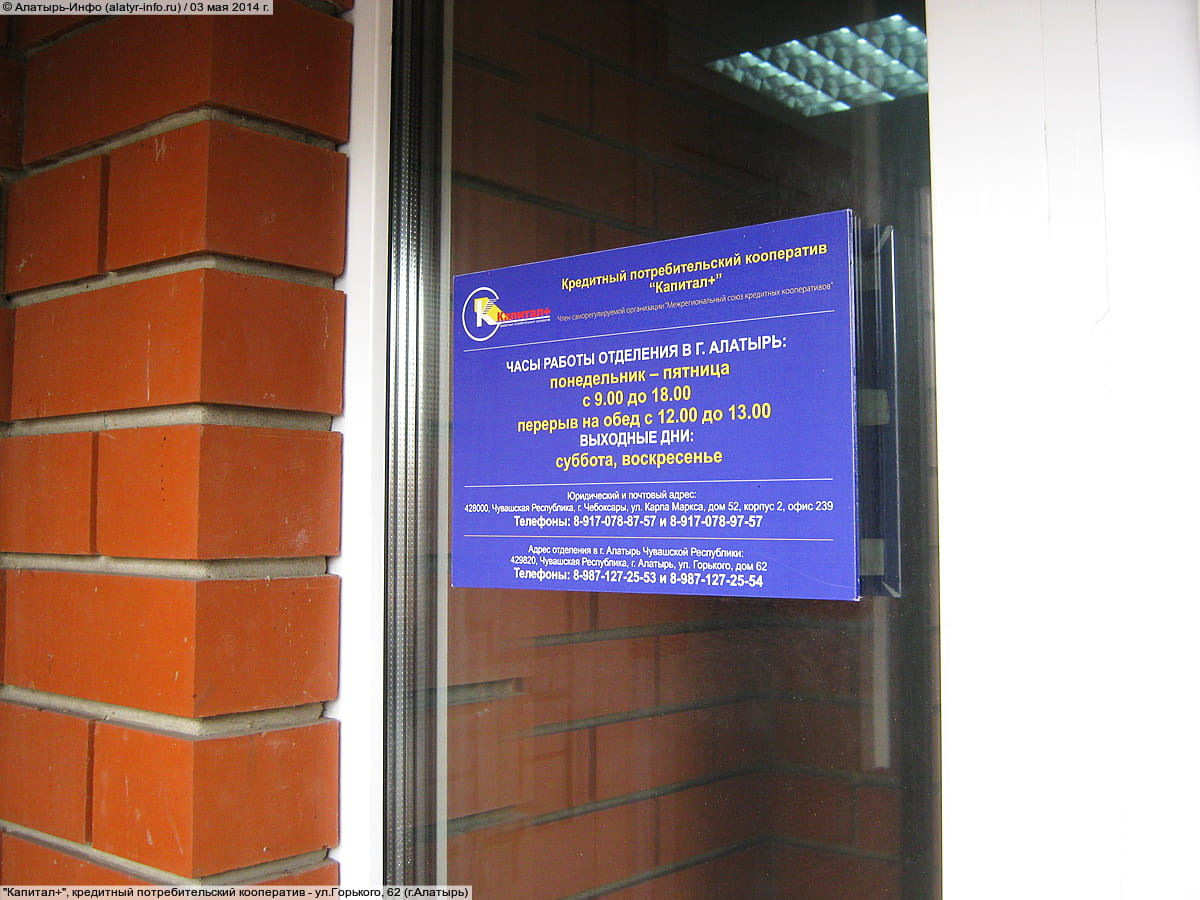 © Алатырь-Инфо (alatyr-info.ru) / 03 мая 2014 г.
Кредитный потребительский кооператив
“Капитал+”
Капитал+
Член саморегулируемой организации “Межрегиональный союз кредитных кооперативов”
ЧАСЫ РАБОТЫ ОТДЕЛЕНИЯ В Г. АЛАТЫРЬ:
понедельник – пятница
с 9.00 до 18.00
перерыв на обед с 12.00 до 13.00
ВЫХОДНЫЕ ДНИ:
суббота, воскресенье
Юридический и почтовый адрес:
428000, Чувашская Республика, г. Чебоксары, ул. Карла Маркса, дом 52, корпус 2, офис 239
Телефоны: 8-917-078-87-57 и 8-917-078-97-57
Адрес отделения в г. Алатырь Чувашской Республики:
429820, Чувашская Республика, г. Алатырь, ул. Горького, дом 62
Телефоны: 8-987-127-25-53 и 8-987-127-25-54
"Капитал+", кредитный потребительский кооператив - ул.Горького, 62 (г.Алатырь)